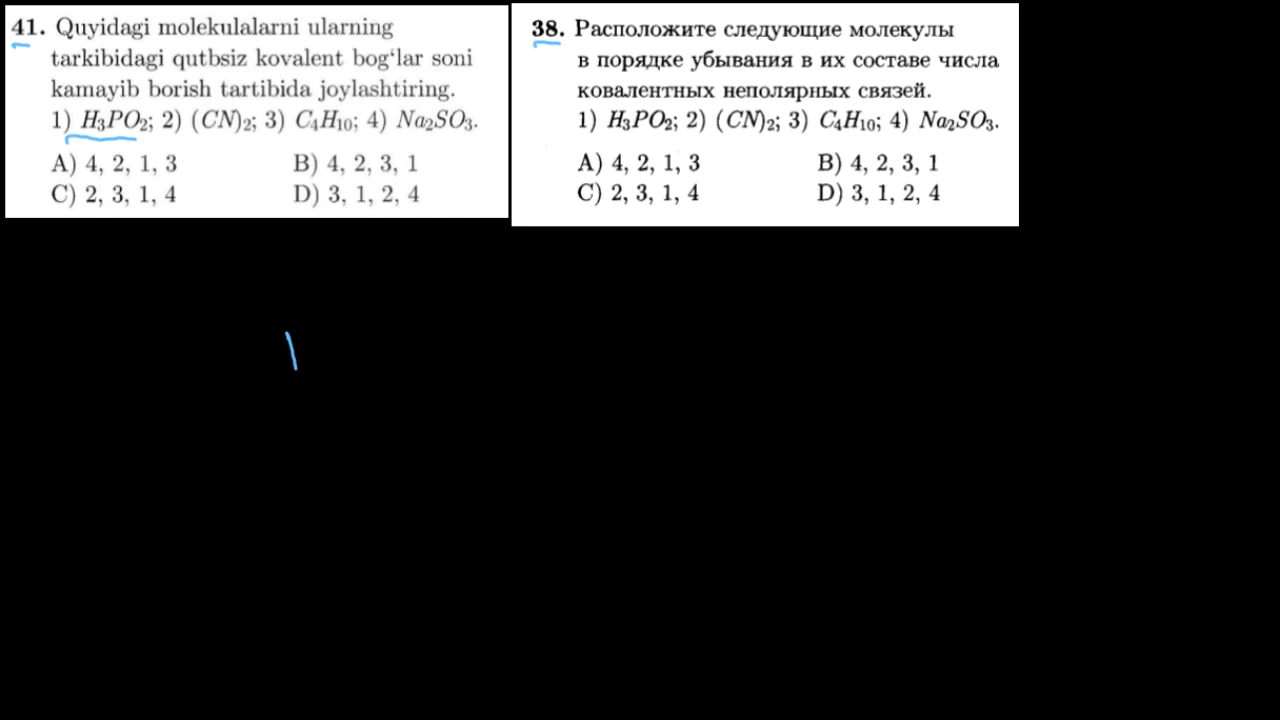 41. Quyidagi molekulalarni ularning
tarkibidagi qutbsiz kovalent bog‘lar soni
kamayib borish tartibida joylashtiring.
1) H₃PO₂; 2) (CN)₂; 3) C₄H₁₀; 4) Na₂SO₃.
A) 4, 2, 1, 3 B) 4, 2, 3, 1
C) 2, 3, 1, 4 D) 3, 1, 2, 4
38. Расположите следующие молекулы
в порядке убывания в их составе числа
ковалентных неполярных связей.
1) H₃PO₂; 2) (CN)₂; 3) C₄H₁₀; 4) Na₂SO₃.
A) 4, 2, 1, 3 B) 4, 2, 3, 1
C) 2, 3, 1, 4 D) 3, 1, 2, 4